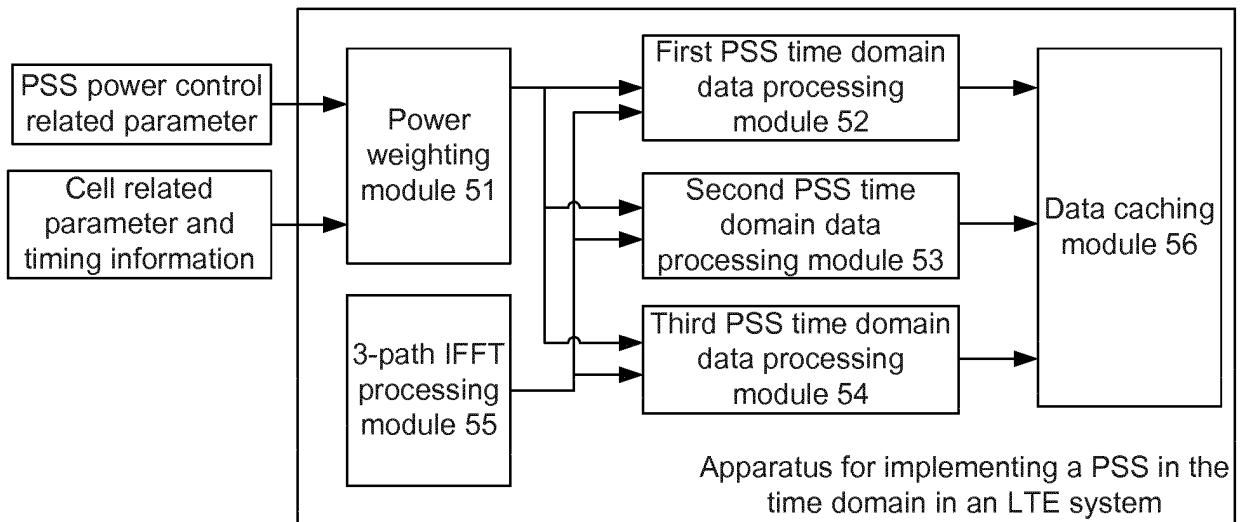 PSS power control
related parameter
Cell related
parameter and
timing information
Power
weighting
module 51
3-path IFFT
processing
module 55
First PSS time domain
data processing
module 52
Second PSS time
domain data
processing module 53
Third PSS time domain
data processing
module 54
Data caching
module 56
Apparatus for implementing a PSS in the
time domain in an LTE system